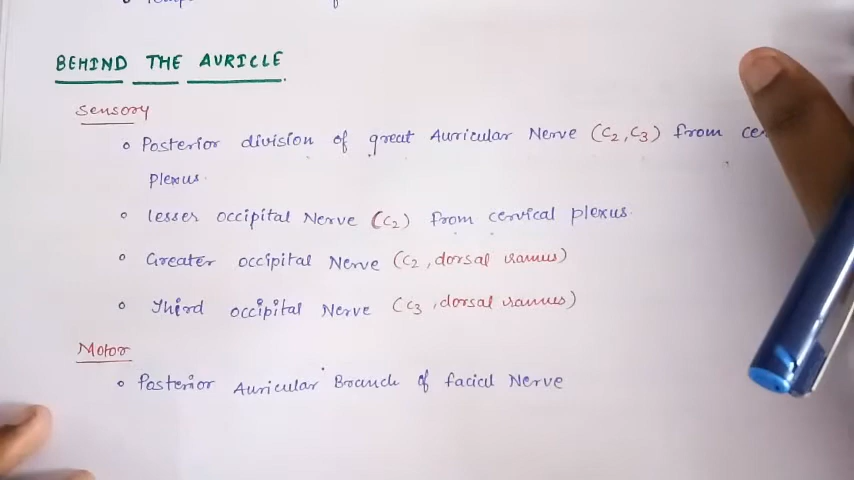 BEHIND THE AURICLE
Sensory
Posterior division of great Auricular Nerve (C2, C3) from
plexus.
lesser occipital Nerve (C2) from cervical plexus.
Greater occipital Nerve (C2, dorsal ramus)
Third occipital Nerve (C3, dorsal ramus)
Motor
Posterior Auricular Branch of facial Nerve